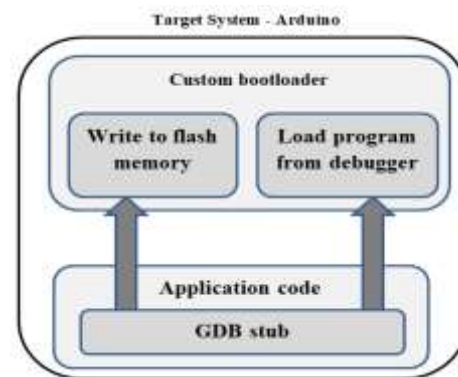 Target System - Arduino
Custom bootloader
Write to flash
memory
Load program
from debugger
Application code
GDB stub